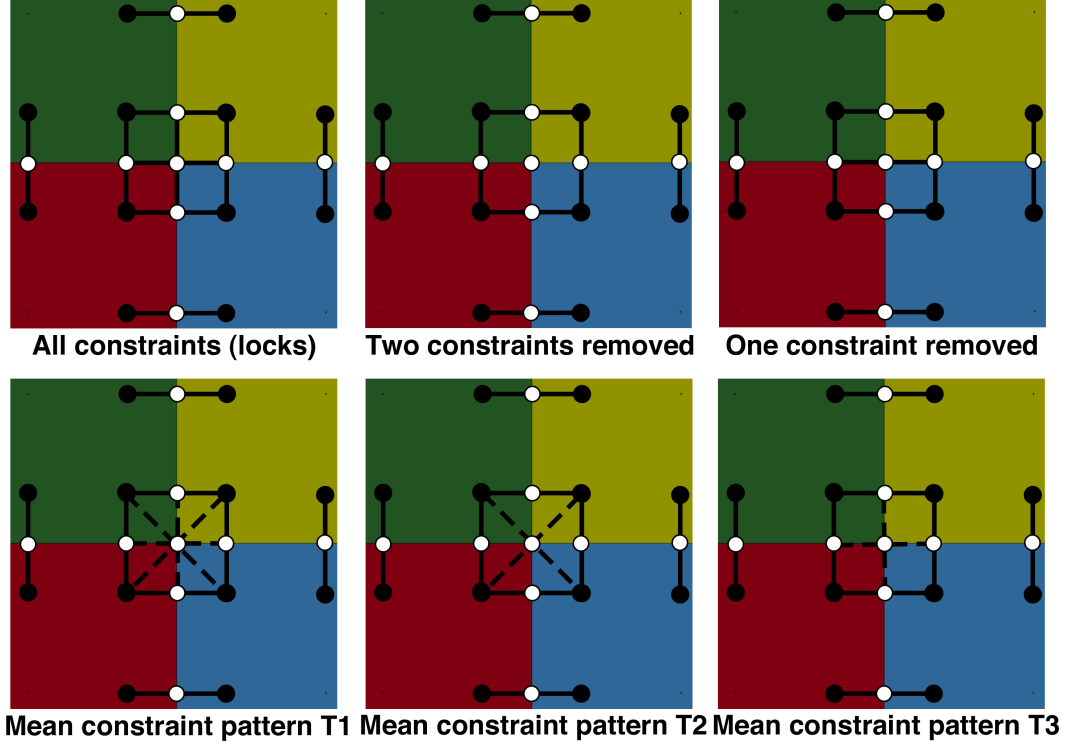 All constraints (locks)
Two constraints removed
One constraint removed
Mean constraint pattern T1
Mean constraint pattern T2
Mean constraint pattern T3